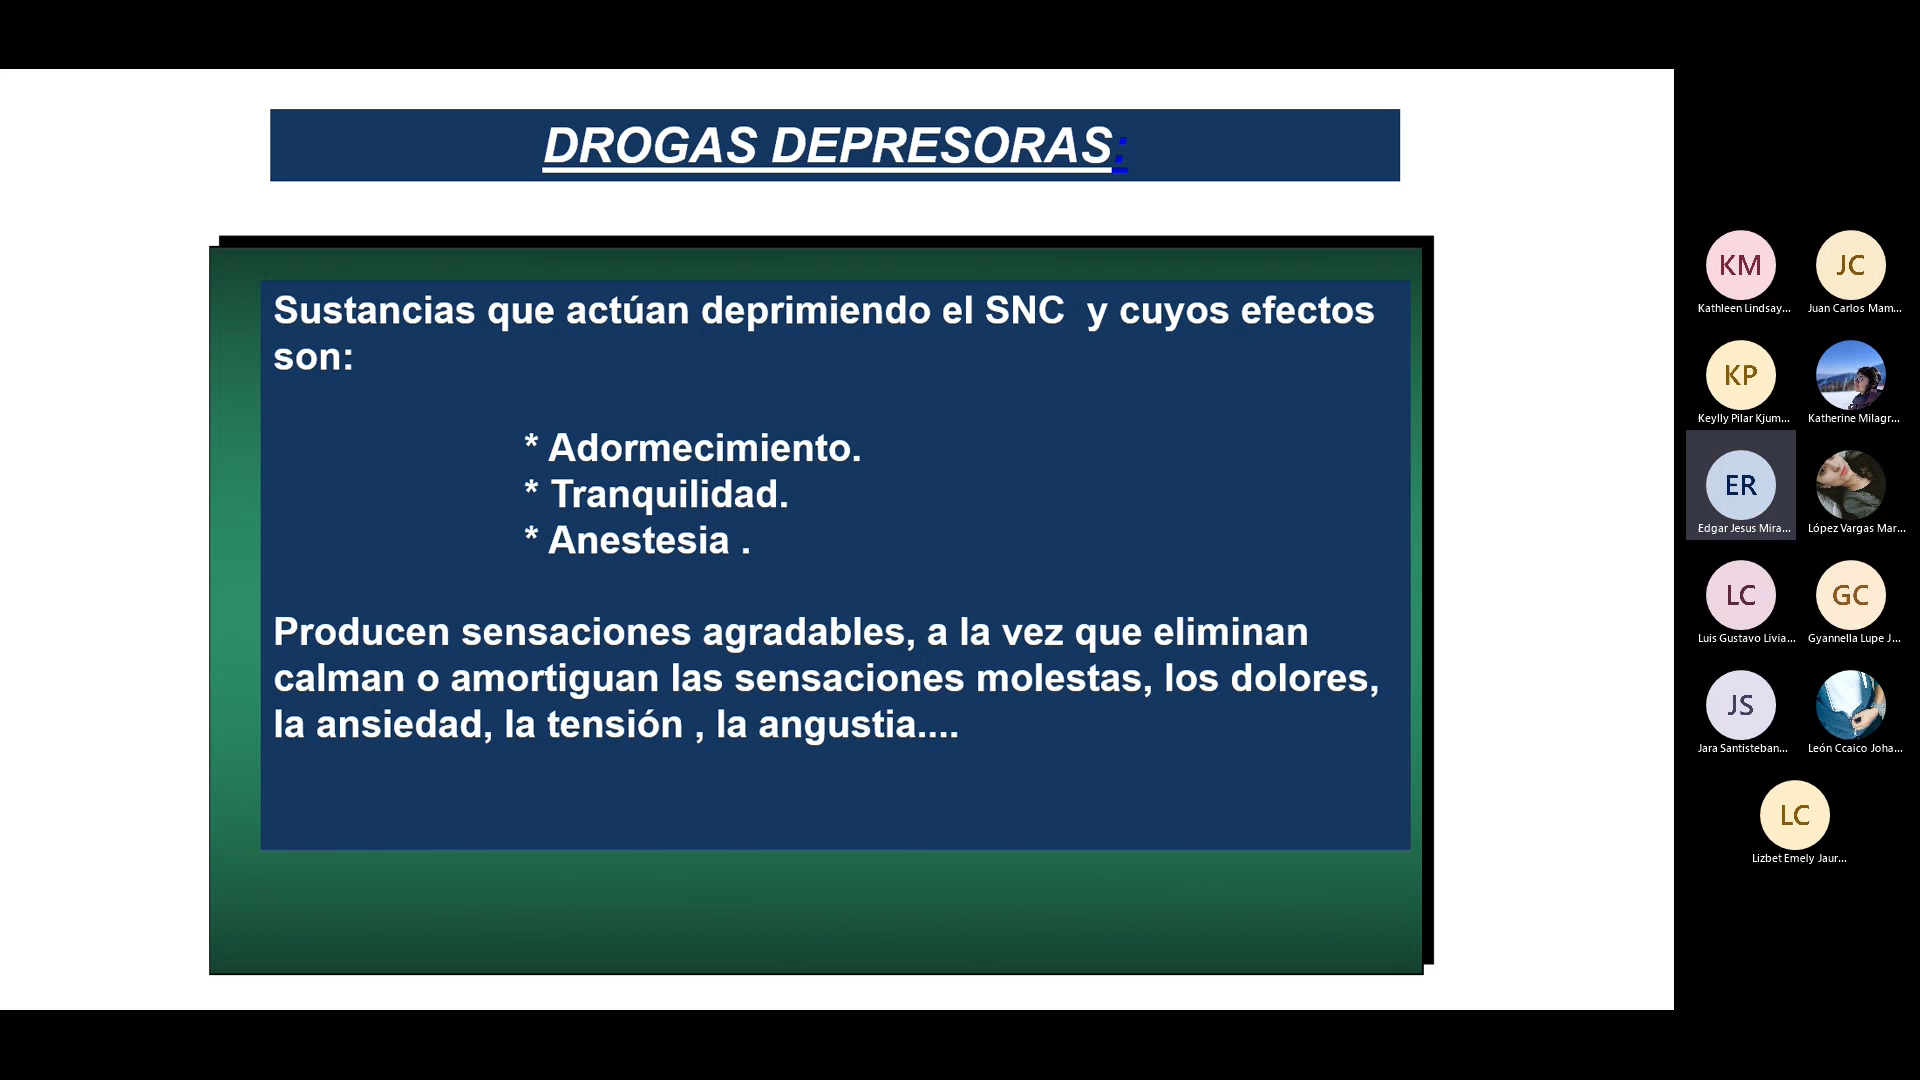 DROGAS DEPRESORAS:
Sustancias que actúan deprimiendo el SNC  y cuyos efectos
son:
* Adormecimiento.
* Tranquilidad.
* Anestesia .
Producen sensaciones agradables, a la vez que eliminan
calman o amortiguan las sensaciones molestas, los dolores,
la ansiedad, la tensión , la angustia....
KM
JC
Kathleen Lindsay...
Juan Carlos Mam...
KP
Keylly Pilar Kjum...
Katherine Milagr...
ER
Edgar Jesus Mira...
López Vargas Mar...
LC
GC
Luis Gustavo Livia...
Gyannella Lupe J...
JS
Jara Santisteban...
León Ccaico Joha...
LC
Lizbet Emely Jaur...